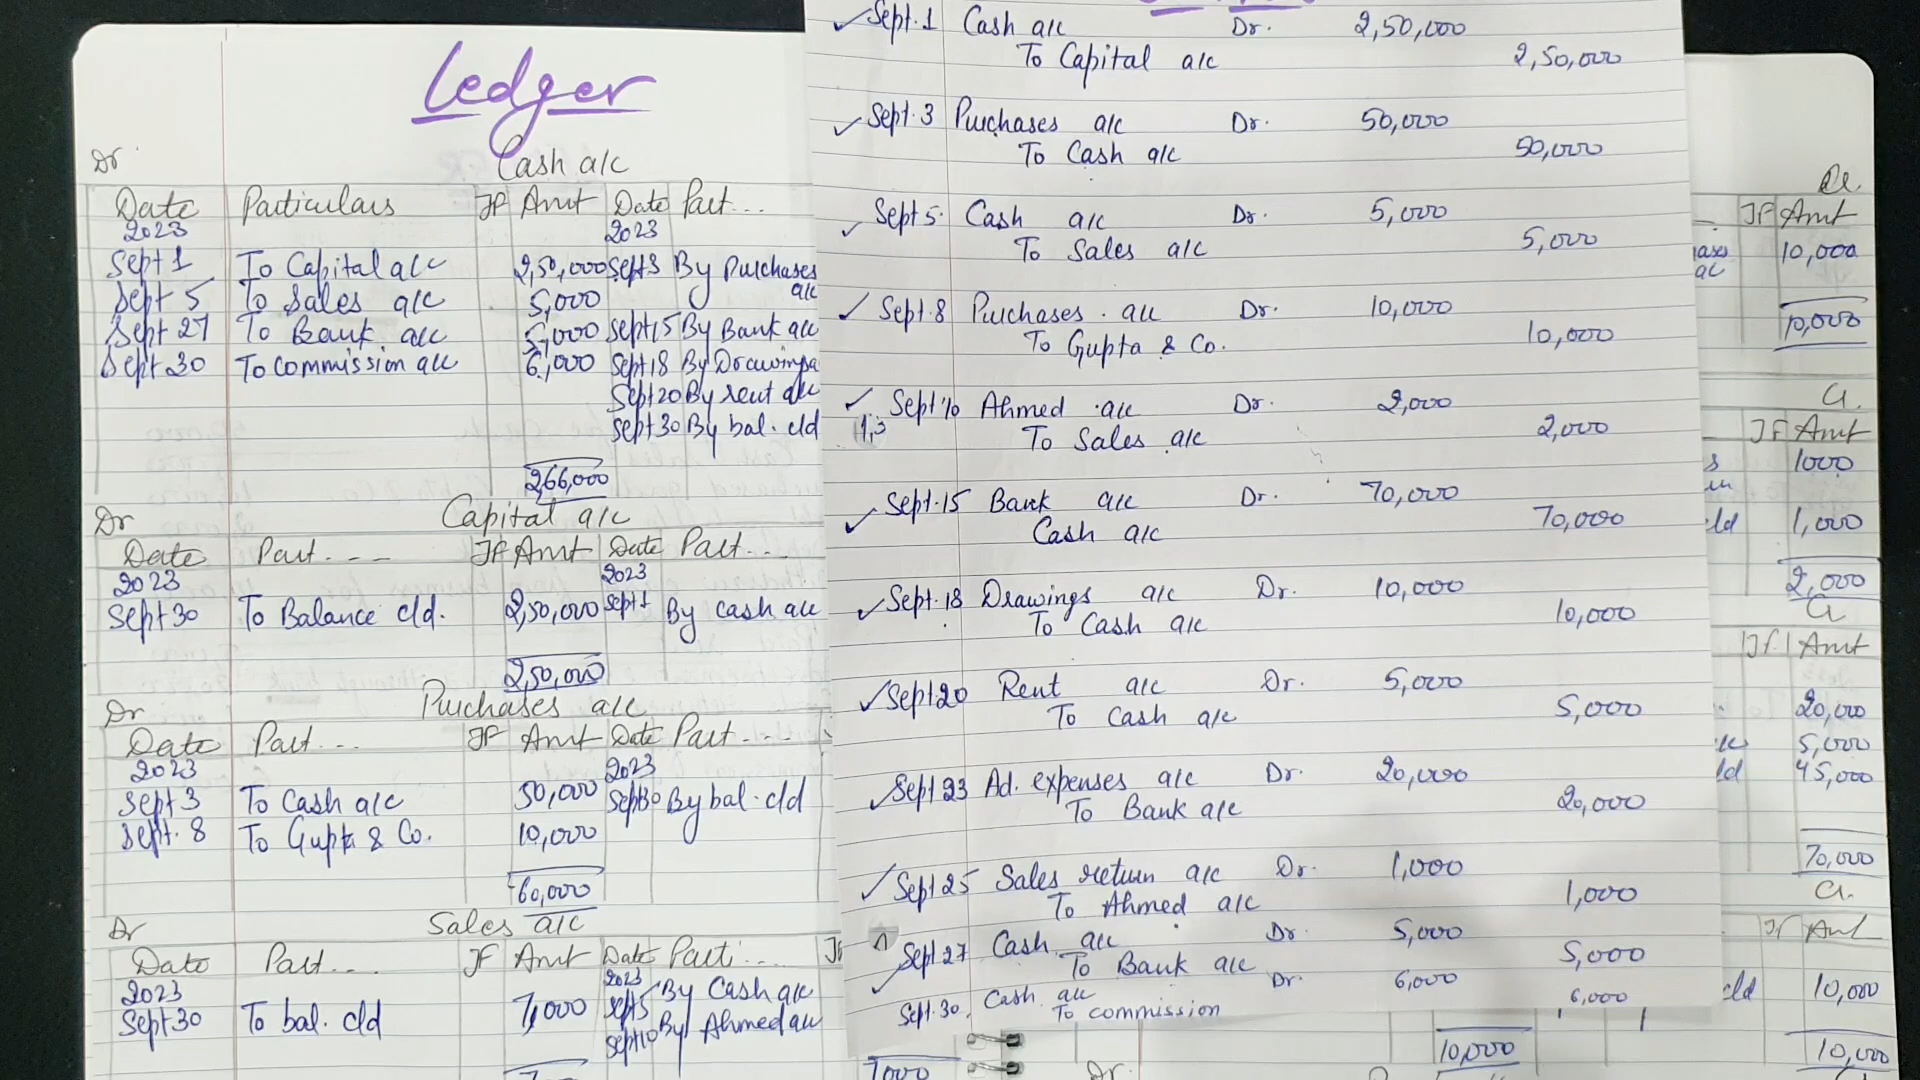 Ledger
Dr Cash a/c
Date Particulars JF Amt Date Part...
2023 2023
Sept 1 To Capital a/c 2,50,000 Sept 3 By Purchases a/c
Sept 5 To Sales a/c 5,000
Sept 27 To Bank a/c 5,000 Sept 15 By Bank a/c
Sept 30 To Commission a/c 6,000 Sept 18 By Drawings a
Sept 20 By rent a/c
Sept 30 By bal. c/d
2,66,000
Dr Capital a/c
Date Part... JF Amt Date Part...
2023 2023
Sept 30 To Balance c/d. 2,50,000 Sept 1 By cash a/c
2,50,000
Dr Purchases a/c
Date Part... JF Amt Date Part...
2023 2023
Sept 3 To Cash a/c 50,000 Sept 30 By bal. c/d
Sept. 8 To Gupta & Co. 10,000
60,000
Dr Sales a/c
Date Part... JF Amt Date Part...
2023 2023
Sept 30 To bal. c/d 7,000 Sept 5 By Cash a/c
Sept 10 By Ahmed a/c
7000
Sept. 1 Cash a/c Dr. 2,50,000
To Capital a/c 2,50,000
Sept. 3 Purchases a/c Dr. 50,000
To Cash a/c 50,000
Sept 5. Cash a/c Dr. 5,000
To Sales a/c 5,000
Sept. 8 Purchases a/c Dr. 10,000
To Gupta & Co. 10,000
Sept 10 Ahmed a/c Dr. 2,000
To Sales a/c 2,000
Sept. 15 Bank a/c Dr. 70,000
Cash a/c 70,000
Sept. 18 Drawings a/c Dr. 10,000
To Cash a/c 10,000
Sept 20 Rent a/c Dr. 5,000
To Cash a/c 5,000
Sept 23 Ad. expenses a/c Dr. 20,000
To Bank a/c 20,000
Sept 25 Sales return a/c Dr. 1,000
To Ahmed a/c 1,000
Sept 27 Cash a/c Dr. 5,000
To Bank a/c 5,000
Sept. 30. Cash a/c Dr. 6,000
To commission 6,000
10,000
Dr.
JF Amt
10,000
10,000
Cr.
JF Amt
1000
c/d 1,000
2,000
Cr
JF Amt
20,000
5,000
45,000
70,000
Cr.
JF Amt
c/d 10,000
10,000